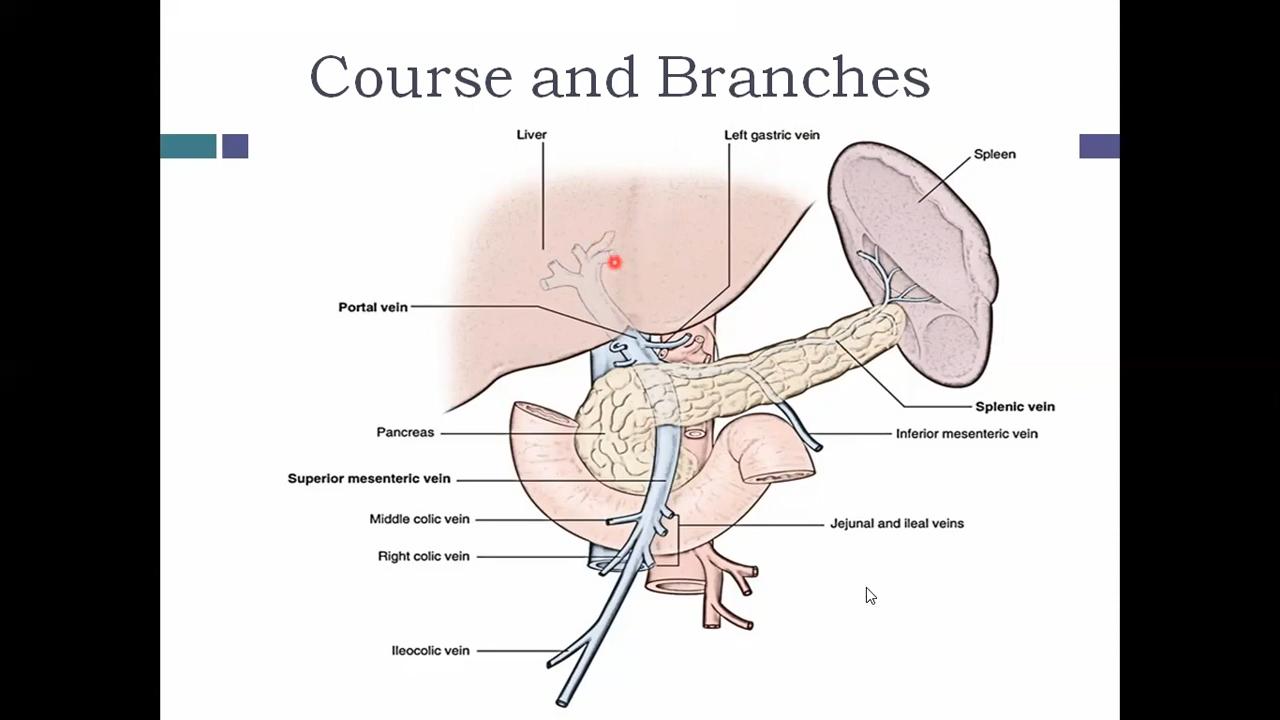 Course and Branches
Liver
Left gastric vein
Spleen
Portal vein
Splenic vein
Pancreas
Inferior mesenteric vein
Superior mesenteric vein
Middle colic vein
Jejunal and ileal veins
Right colic vein
Ileocolic vein